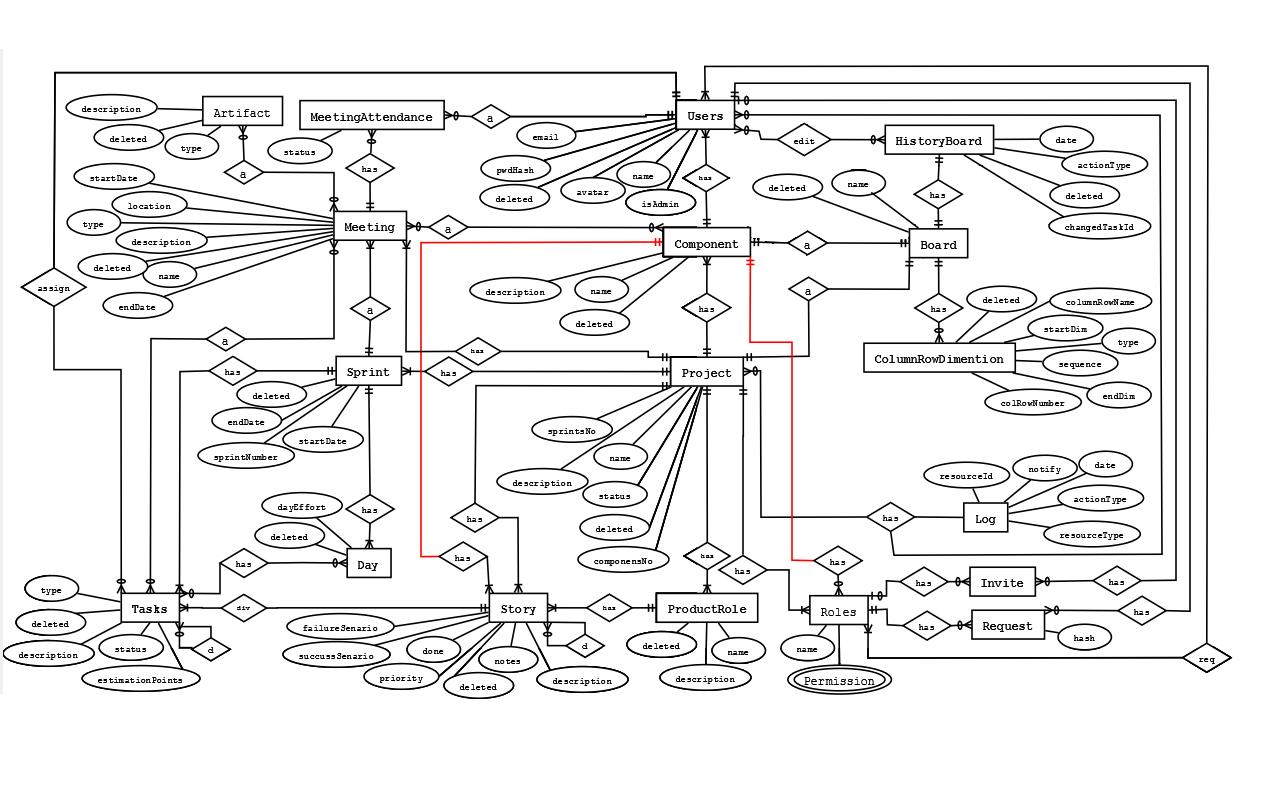 Artifact
description
deleted
type
MeetingAttendance
status
a
Users
email
pwdHash
deleted
avatar
name
isAdmin
edit
HistoryBoard
date
actionType
deleted
changedTaskId
a
has
has
has
startDate
location
type
description
deleted
name
endDate
Meeting
a
Component
description
name
deleted
a
Board
deleted
name
assign
a
has
a
has
deleted
columnRowName
startDim
type
sequence
endDim
colRowNumber
ColumnRowDimention
a
has
has
Sprint
has
Project
deleted
endDate
startDate
sprintNumber
sprintsNo
name
description
status
deleted
componensNo
resourceId
notify
date
actionType
resourceType
Log
has
dayEffort
deleted
has
has
has
Day
has
has
has
has
has
Invite
has
type
deleted
description
status
estimationPoints
Tasks
div
d
Story
failureSenario
succussSenario
done
priority
notes
deleted
description
d
has
ProductRole
deleted
name
description
Roles
name
Permission
has
Request
has
hash
req